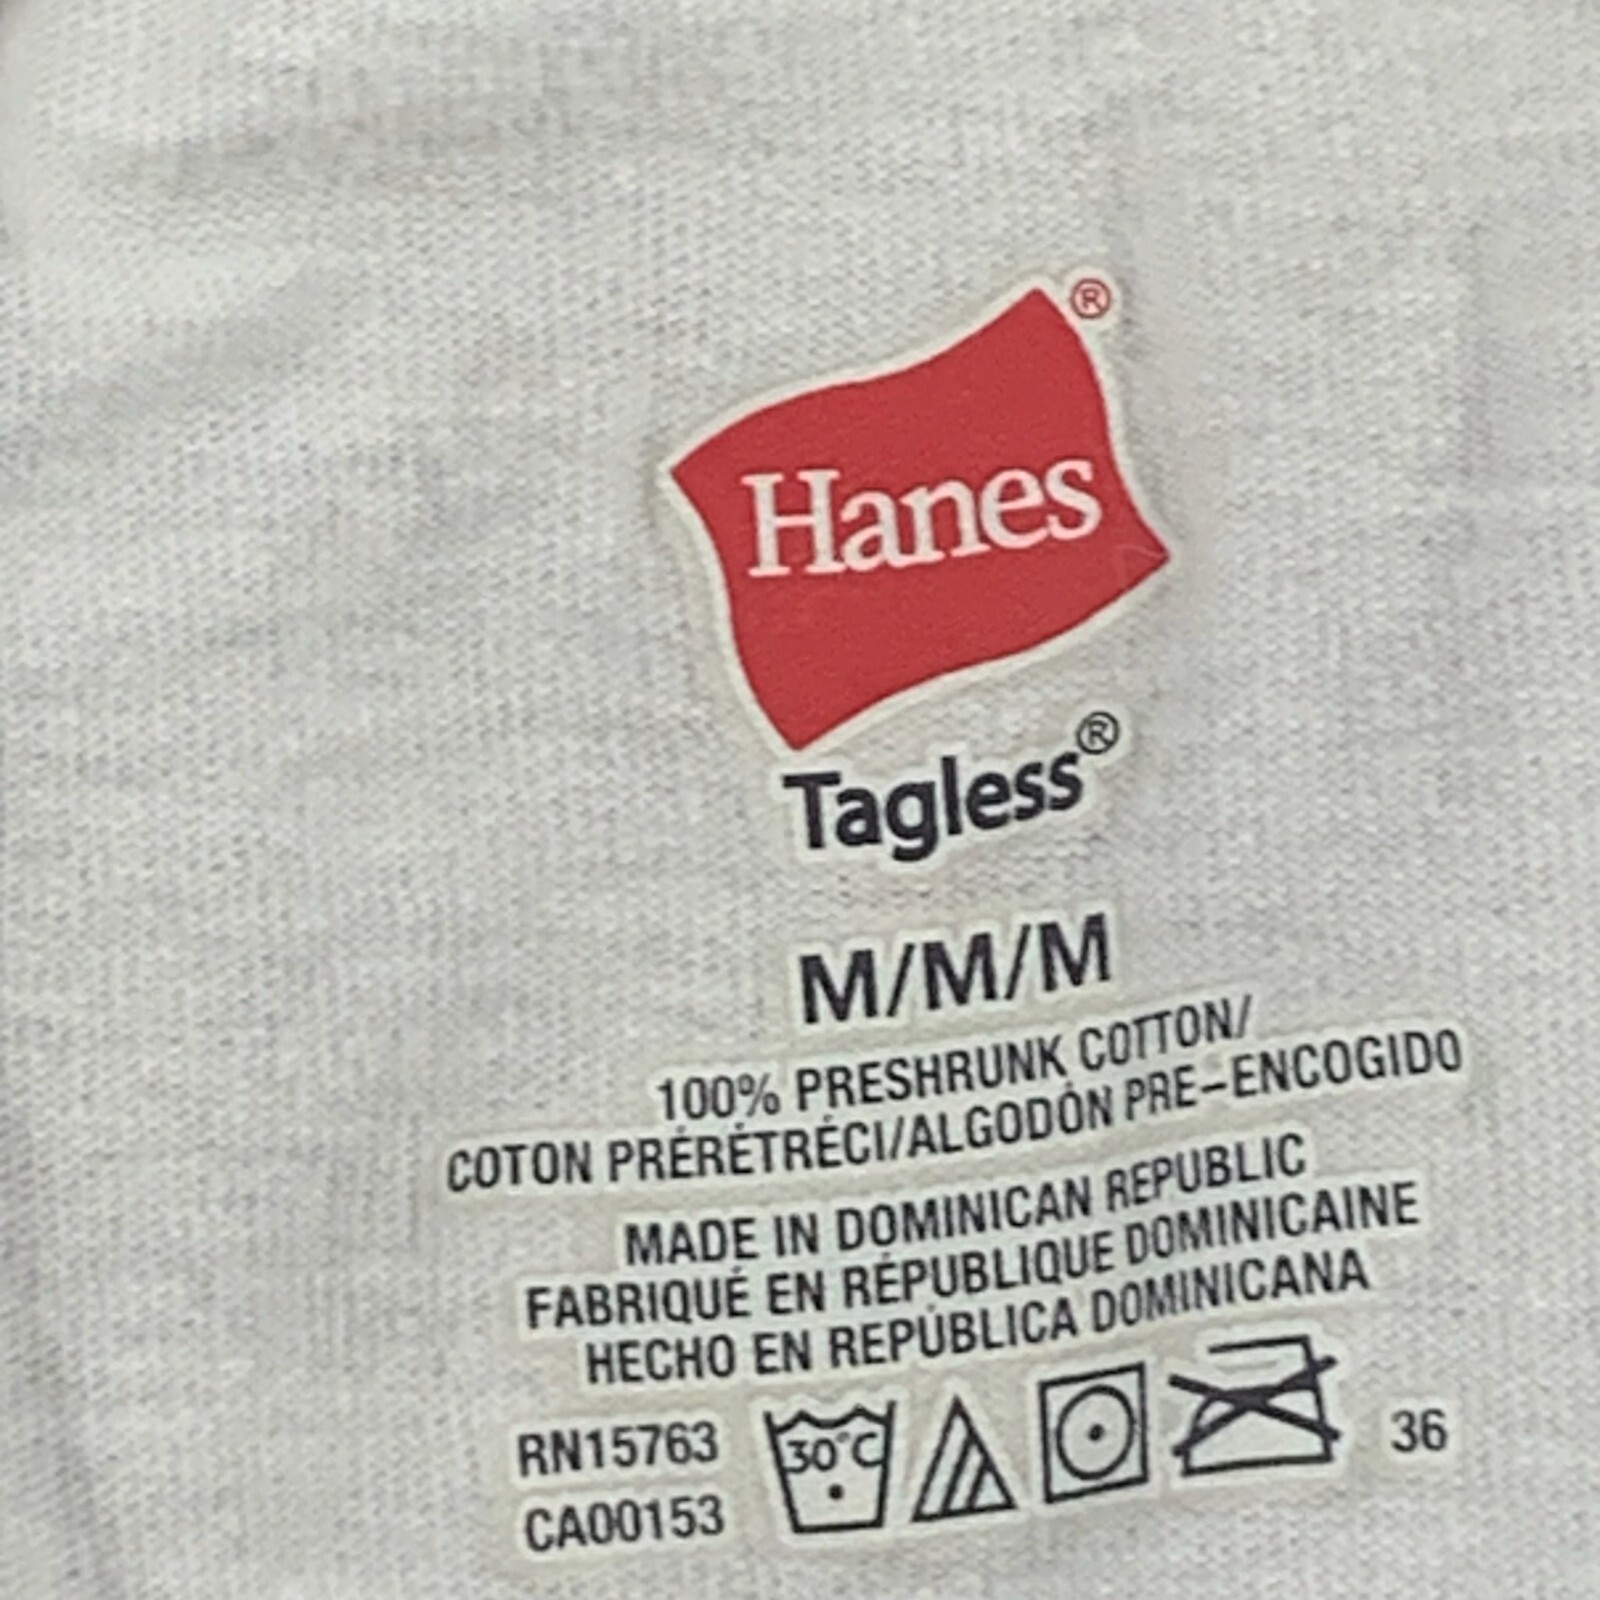 Hanes®
Tagless®
M/M/M
100% PRESHRUNK COTTON/
COTON PRÉRÉTRÉCI/ALGODÓN PRE-ENCOGIDO
MADE IN DOMINICAN REPUBLIC
FABRIQUÉ EN RÉPUBLIQUE DOMINICAINE
HECHO EN REPÚBLICA DOMINICANA
RN15763 30°C 36
CA00153